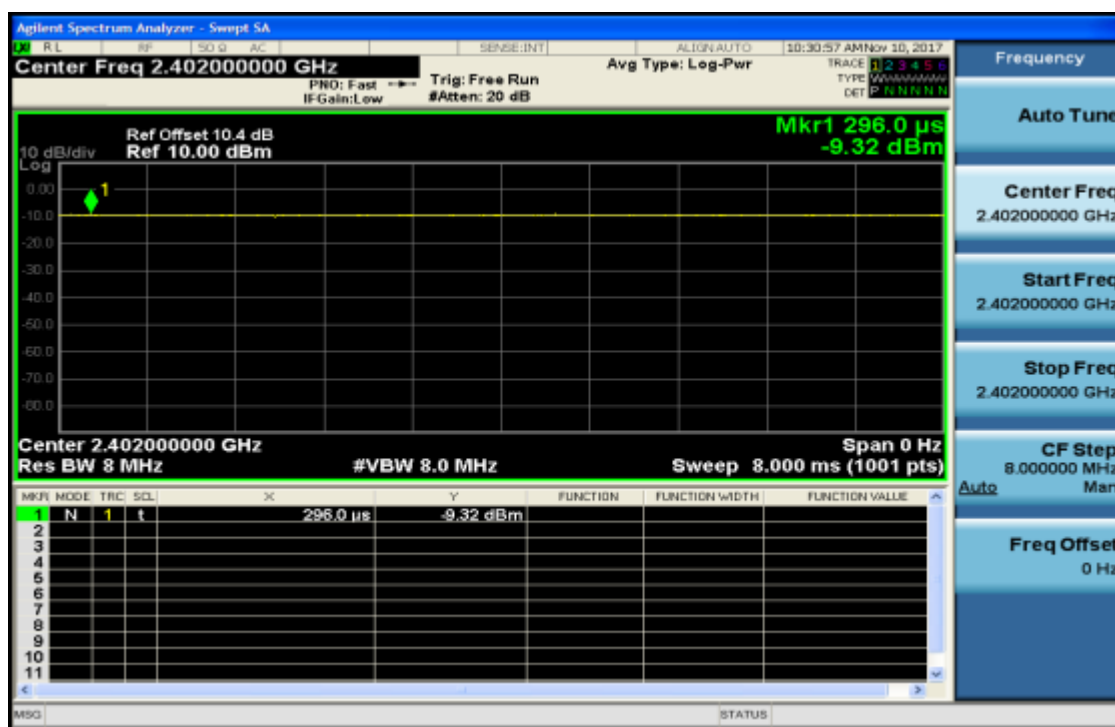 Agilent Spectrum Analyzer - Swept SA
RL RF 50 Ω AC SENSE:INT ALIGN AUTO 10:30:57 AM Nov 10, 2017
Center Freq 2.402000000 GHz
PNO: Fast
IFGain:Low
Trig: Free Run
#Atten: 20 dB
Avg Type: Log-Pwr
TRACE 1 2 3 4 5 6
TYPE
DET P N N N N N
Frequency
Auto Tune
Center Freq
2.402000000 GHz
Start Freq
2.402000000 GHz
Stop Freq
2.402000000 GHz
CF Step
8.000000 MHz
Auto Man
Freq Offset
0 Hz
Mkr1 296.0 µs
-9.32 dBm
Ref Offset 10.4 dB
10 dB/div Ref 10.00 dBm
Log
0.00
1
-10.0
-20.0
-30.0
-40.0
-50.0
-60.0
-70.0
-80.0
Center 2.402000000 GHz Span 0 Hz
Res BW 8 MHz #VBW 8.0 MHz Sweep 8.000 ms (1001 pts)
MKR MODE TRC SCL X Y FUNCTION FUNCTION WIDTH FUNCTION VALUE
1 N 1 t 296.0 µs -9.32 dBm
2
3
4
5
6
7
8
9
10
11
MSG STATUS